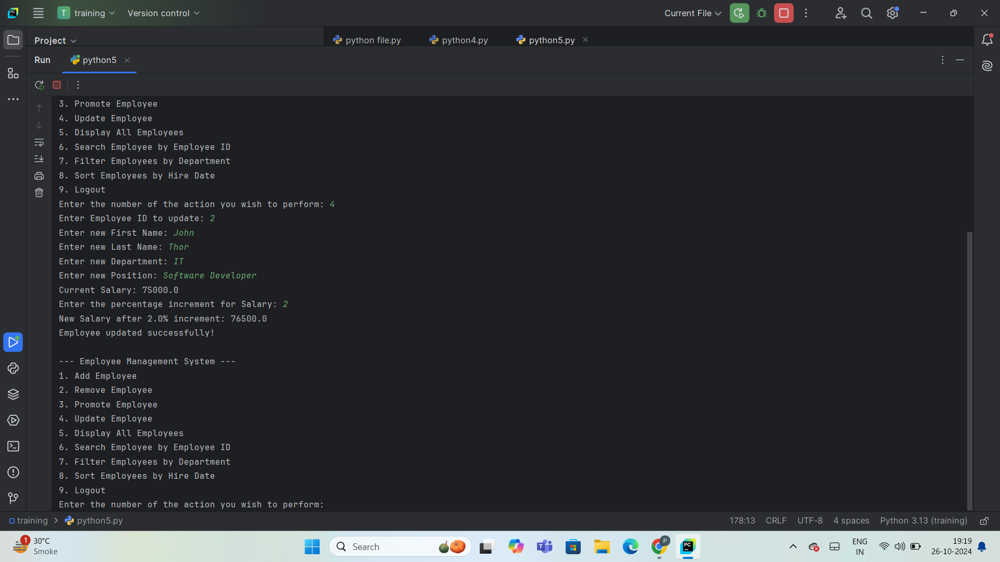 T training Version control Current File
Project python file.py python4.py python5.py
Run python5
3. Promote Employee
4. Update Employee
5. Display All Employees
6. Search Employee by Employee ID
7. Filter Employees by Department
8. Sort Employees by Hire Date
9. Logout
Enter the number of the action you wish to perform: 4
Enter Employee ID to update: 2
Enter new First Name: John
Enter new Last Name: Thor
Enter new Department: IT
Enter new Position: Software Developer
Current Salary: 75000.0
Enter the percentage increment for Salary: 2
New Salary after 2.0% increment: 76500.0
Employee updated successfully!
--- Employee Management System ---
1. Add Employee
2. Remove Employee
3. Promote Employee
4. Update Employee
5. Display All Employees
6. Search Employee by Employee ID
7. Filter Employees by Department
8. Sort Employees by Hire Date
9. Logout
Enter the number of the action you wish to perform:
training > python5.py 178:13 CRLF UTF-8 4 spaces Python 3.13 (training)
1 30°C Search ENG 19:19
Smoke IN 26-10-2024